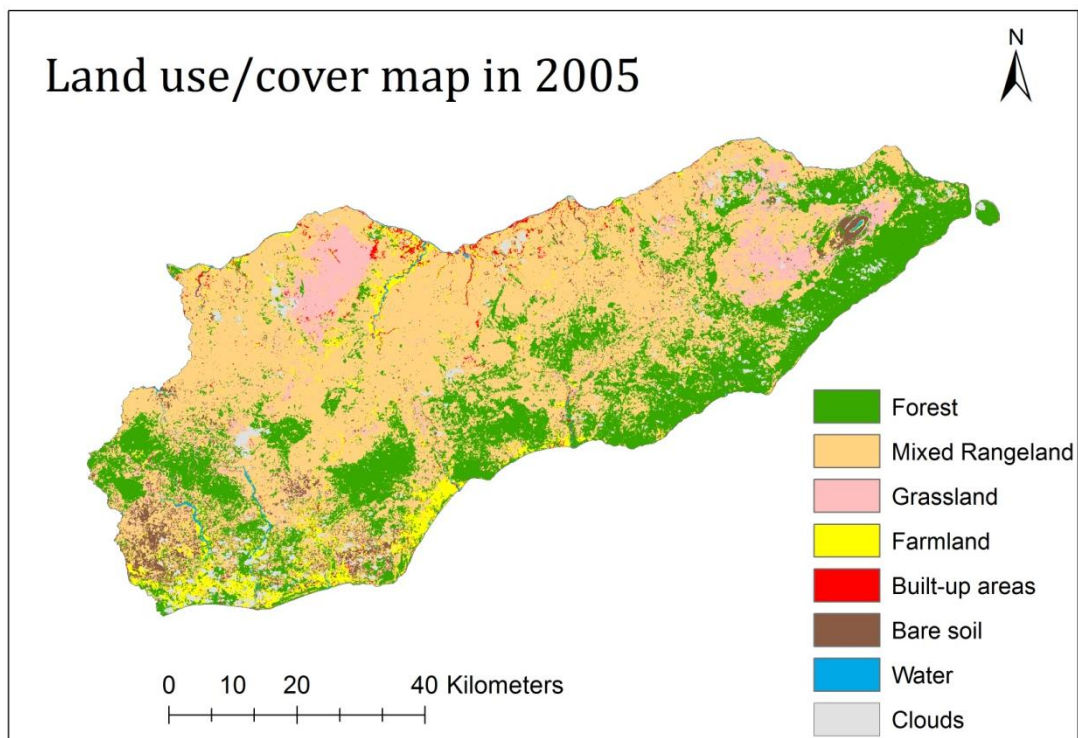 Land use/cover map in 2005
N
Forest
Mixed Rangeland
Grassland
Farmland
Built-up areas
Bare soil
Water
Clouds
0 10 20 40 Kilometers